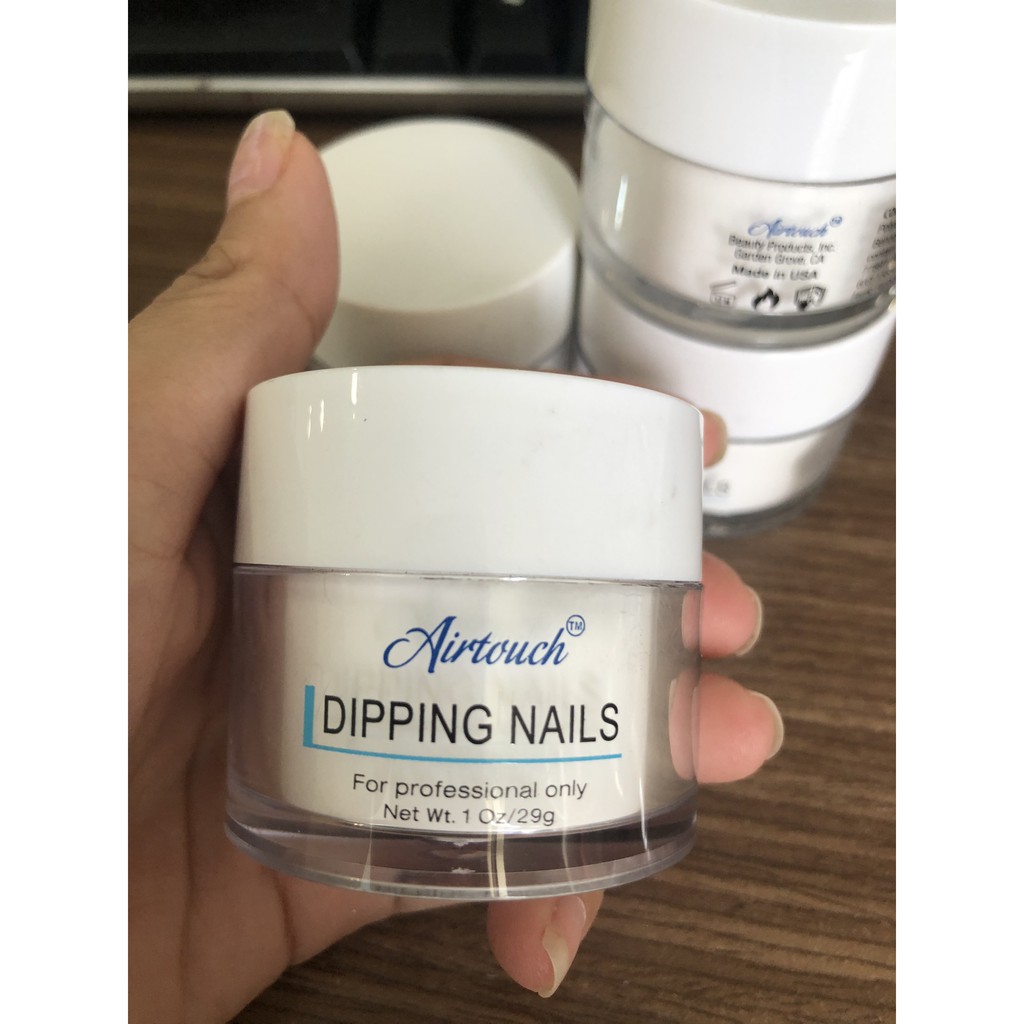 Airtouch™
DIPPING NAILS
For professional only
Net Wt. 1 Oz/29g
Airtouch™
Beauty Products, Inc.
Garden Grove, CA
Made in USA